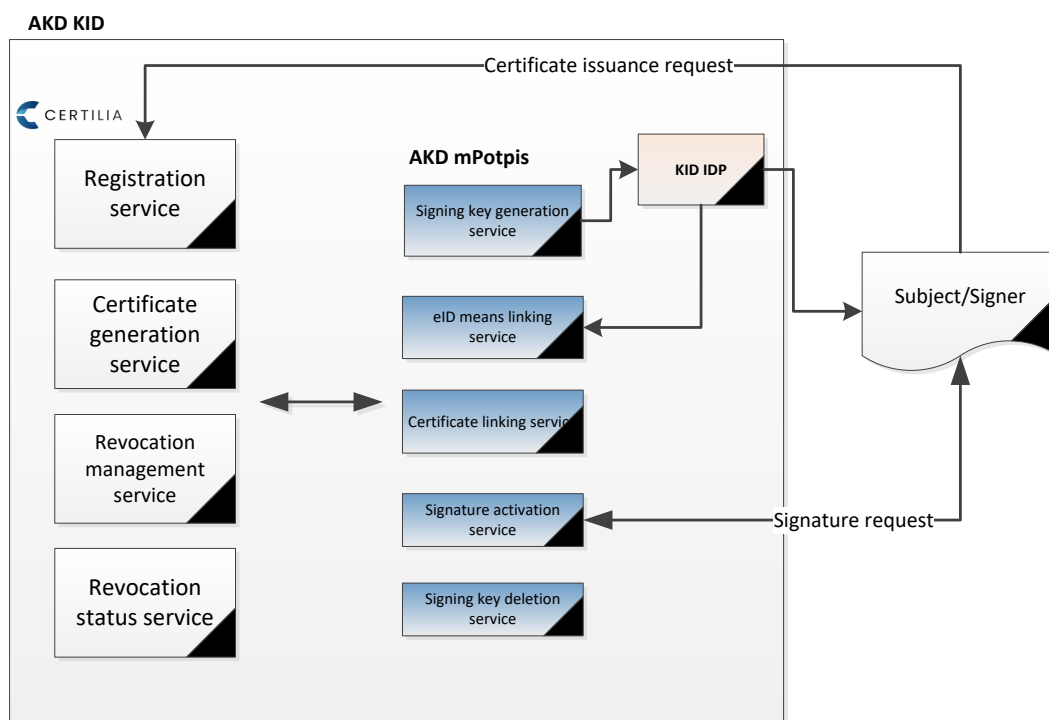 AKD KID
Certificate issuance request
CERTILIA
Registration
service
AKD mPotpis
KID IDP
Signing key generation
service
Subject/Signer
Certificate
generation
service
eID means linking
service
Certificate linking servic
Revocation
management
service
Signature activation
service
Signature request
Revocation
status service
Signing key deletion
service